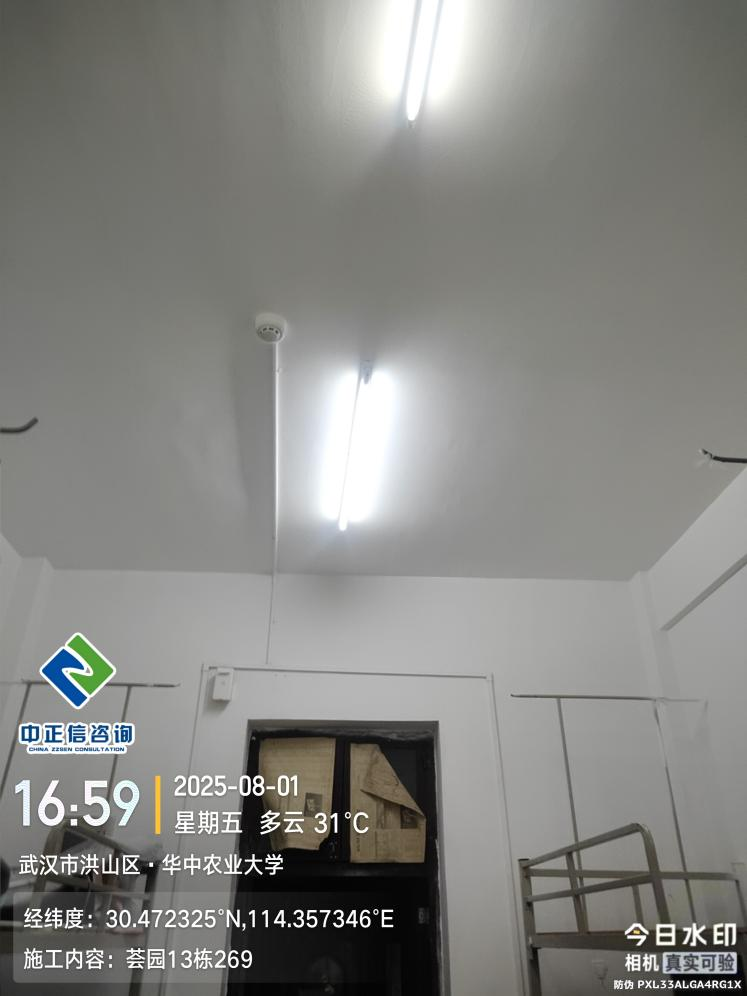 中正信咨询
CHINA ZZSEN CONSULTATION
16:59
2025-08-01
星期五 多云 31℃
武汉市洪山区·华中农业大学
经纬度：30.472325°N,114.357346°E
施工内容：荟园13栋269
今日水印
相机 真实可验
防伪 PXL33ALGA4RG1X